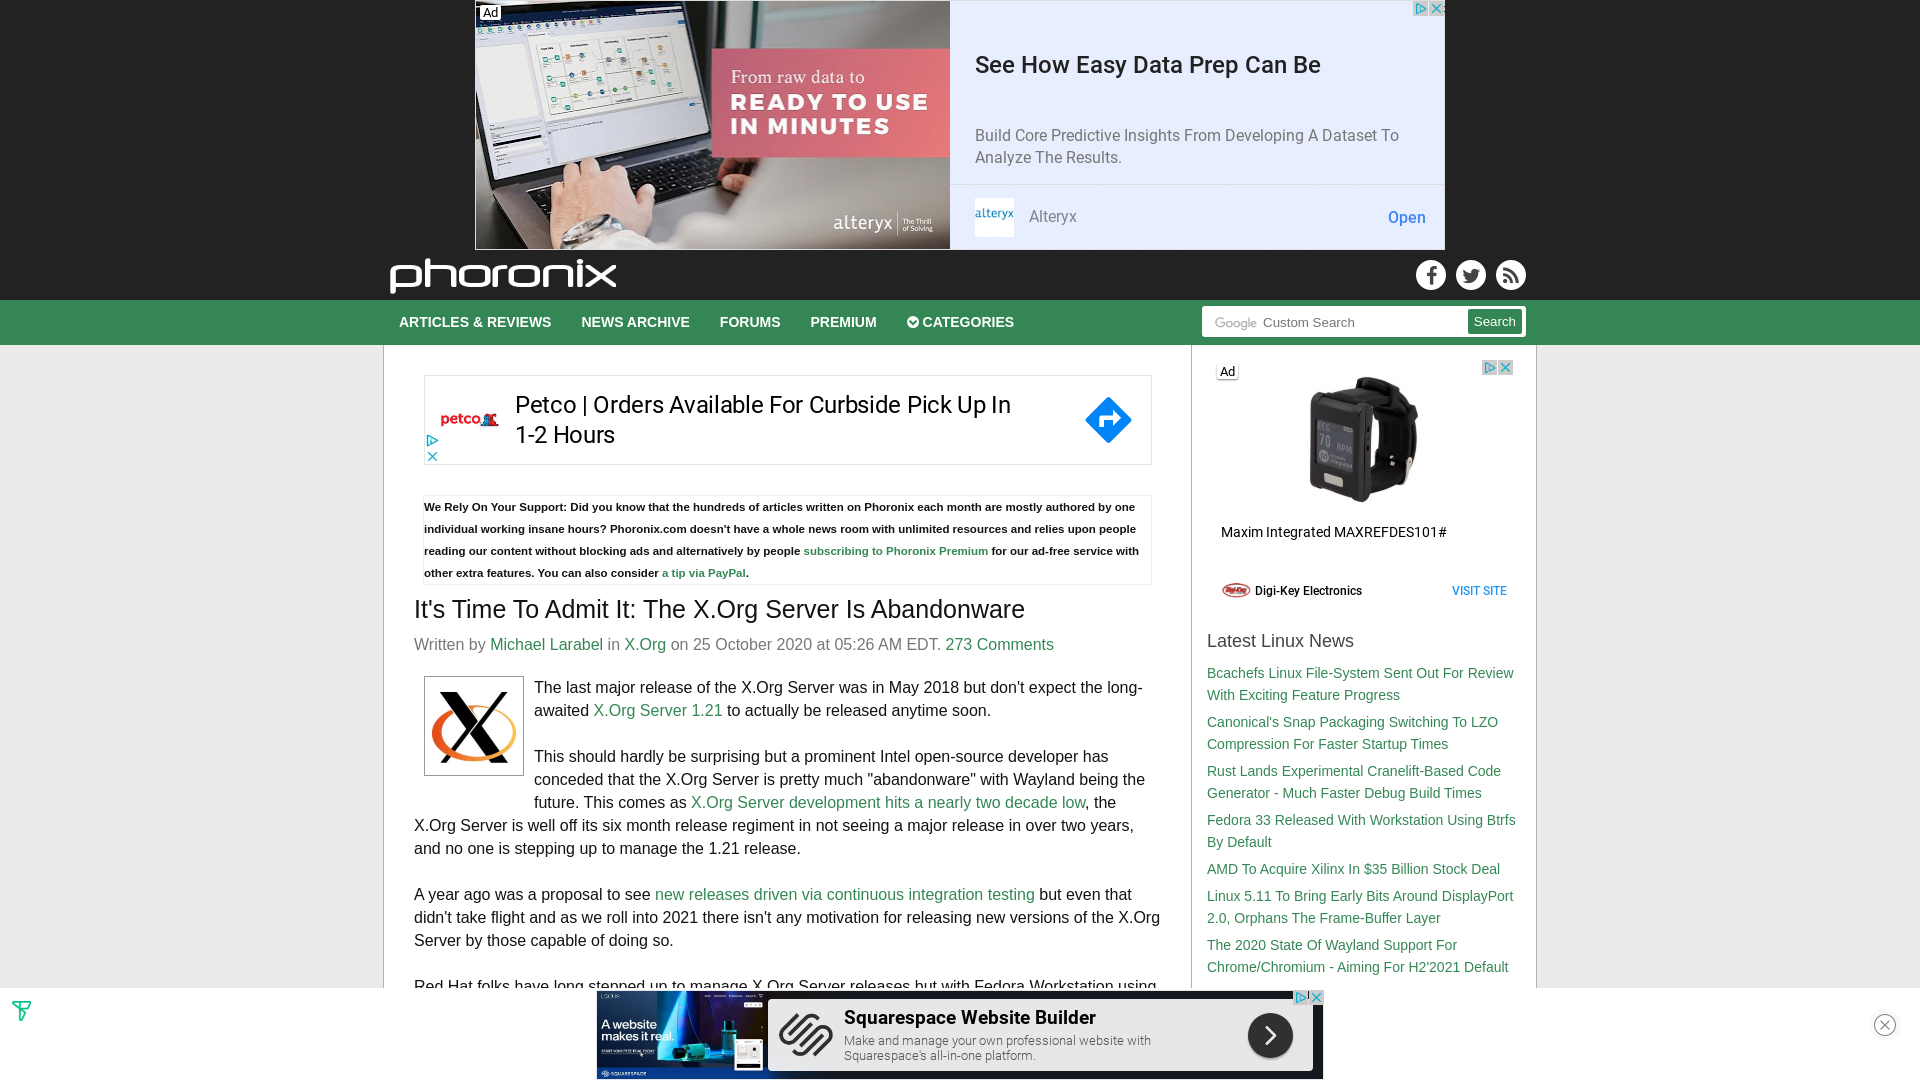 Ad
From raw data to
READY TO USE
IN MINUTES
alteryx | The Thrill
of Solving
See How Easy Data Prep Can Be
Build Core Predictive Insights From Developing A Dataset To
Analyze The Results.
alteryx
Alteryx
Open
phoronix
ARTICLES & REVIEWS
NEWS ARCHIVE
FORUMS
PREMIUM
CATEGORIES
Google Custom Search
Search
petco
Petco | Orders Available For Curbside Pick Up In
1-2 Hours
We Rely On Your Support: Did you know that the hundreds of articles written on Phoronix each month are mostly authored by one
individual working insane hours? Phoronix.com doesn't have a whole news room with unlimited resources and relies upon people
reading our content without blocking ads and alternatively by people subscribing to Phoronix Premium for our ad-free service with
other extra features. You can also consider a tip via PayPal.
It's Time To Admit It: The X.Org Server Is Abandonware
Written by Michael Larabel in X.Org on 25 October 2020 at 05:26 AM EDT. 273 Comments
The last major release of the X.Org Server was in May 2018 but don't expect the long-
awaited X.Org Server 1.21 to actually be released anytime soon.
This should hardly be surprising but a prominent Intel open-source developer has
conceded that the X.Org Server is pretty much "abandonware" with Wayland being the
future. This comes as X.Org Server development hits a nearly two decade low, the
X.Org Server is well off its six month release regiment in not seeing a major release in over two years,
and no one is stepping up to manage the 1.21 release.
A year ago was a proposal to see new releases driven via continuous integration testing but even that
didn't take flight and as we roll into 2021 there isn't any motivation for releasing new versions of the X.Org
Server by those capable of doing so.
Red Hat folks have long stepped up to manage X.Org Server releases but with Fedora Workstation using
Ad
ECG
70 BPM
Maxim Integrated MAXREFDES101#
Digi-Key
Digi-Key Electronics
VISIT SITE
Latest Linux News
Bcachefs Linux File-System Sent Out For Review
With Exciting Feature Progress
Canonical's Snap Packaging Switching To LZO
Compression For Faster Startup Times
Rust Lands Experimental Cranelift-Based Code
Generator - Much Faster Debug Build Times
Fedora 33 Released With Workstation Using Btrfs
By Default
AMD To Acquire Xilinx In $35 Billion Stock Deal
Linux 5.11 To Bring Early Bits Around DisplayPort
2.0, Orphans The Frame-Buffer Layer
The 2020 State Of Wayland Support For
Chrome/Chromium - Aiming For H2'2021 Default
A website
makes it real.
START YOUR FREE TRIAL TODAY
SQUARESPACE
Squarespace Website Builder
Make and manage your own professional website with
Squarespace's all-in-one platform.